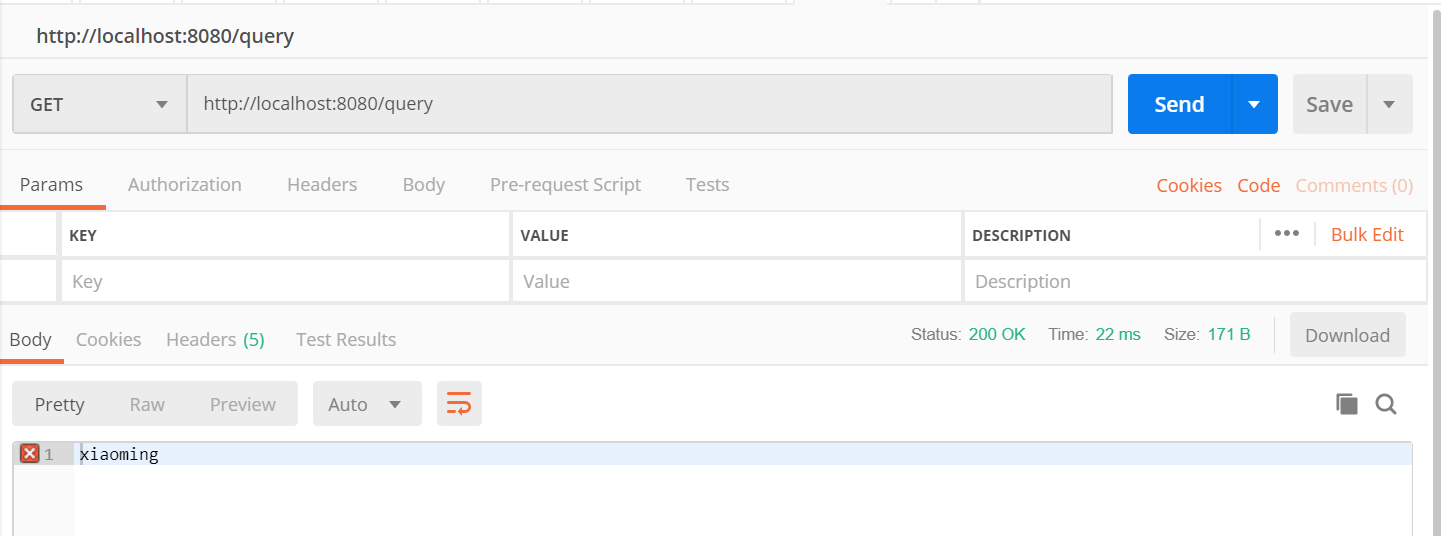 http://localhost:8080/query
GET http://localhost:8080/query Send Save
Params Authorization Headers Body Pre-request Script Tests Cookies Code Comments (0)
KEY VALUE DESCRIPTION ••• Bulk Edit
Key Value Description
Body Cookies Headers (5) Test Results Status: 200 OK Time: 22 ms Size: 171 B Download
Pretty Raw Preview Auto
1 xiaoming